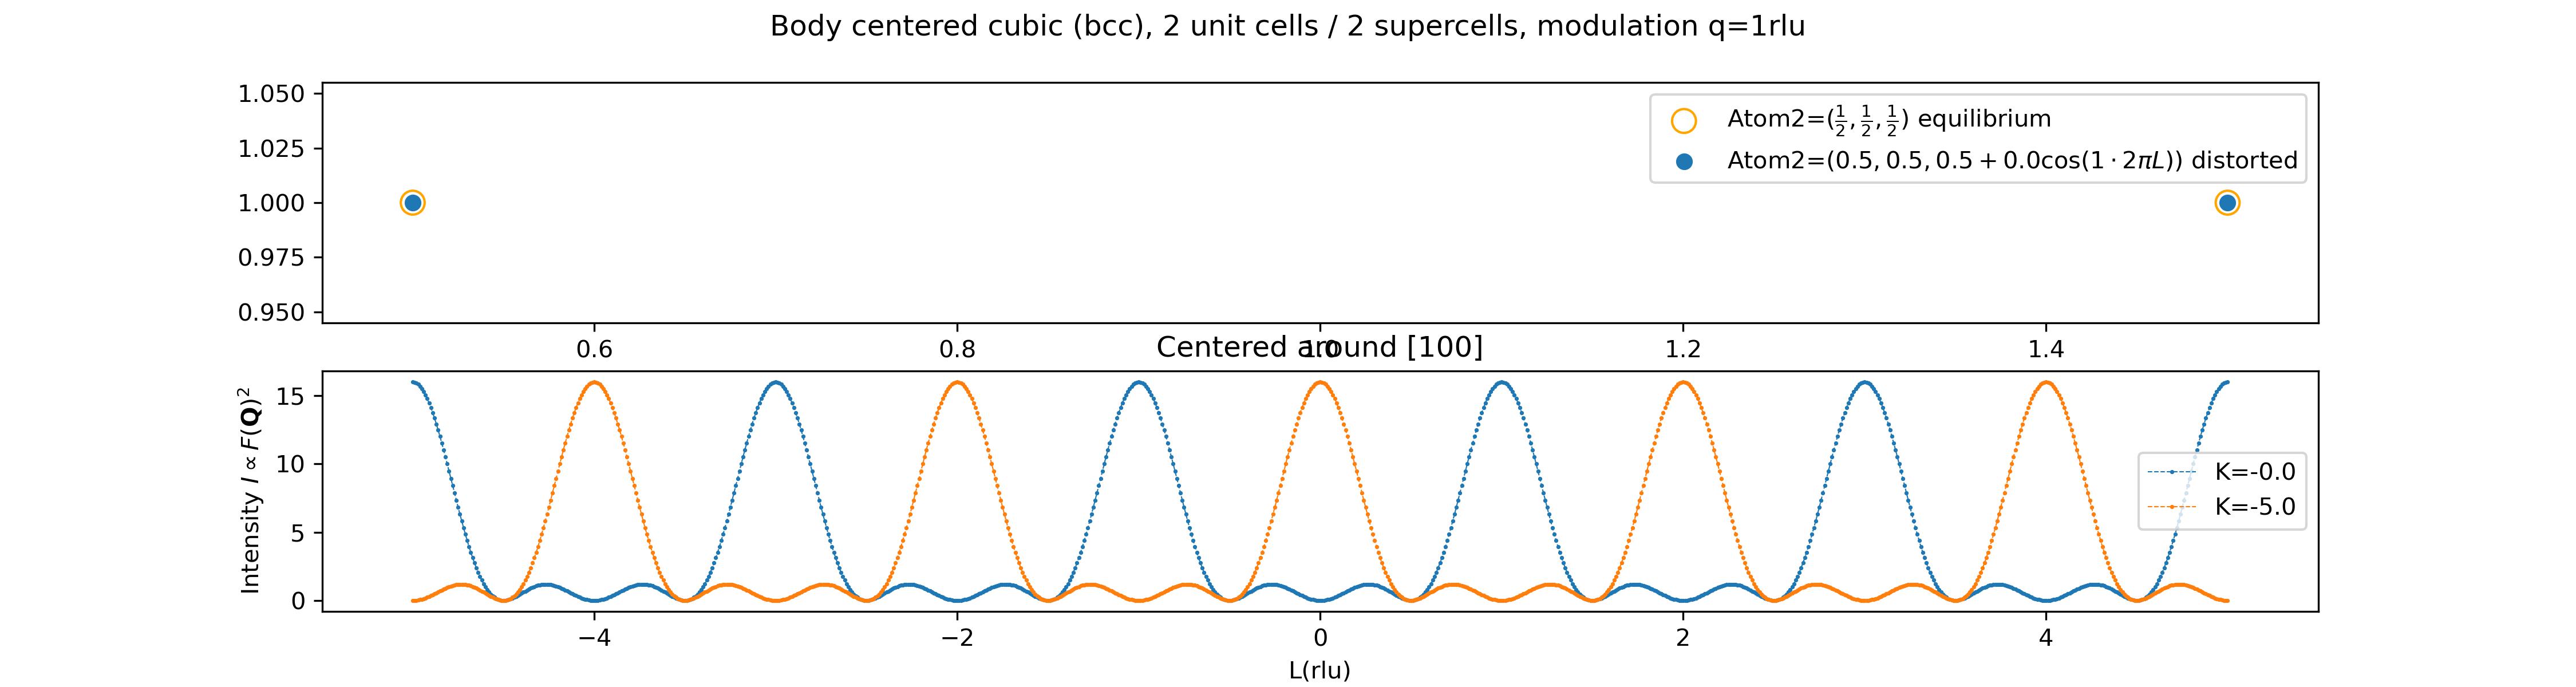 Body centered cubic (bcc), 2 unit cells / 2 supercells, modulation q=1rlu
1.050
1.025
1.000
0.975
0.950
Atom2=(1/2, 1/2, 1/2) equilibrium
Atom2=(0.5, 0.5, 0.5 + 0.0cos(1 · 2πL)) distorted
0.6 0.8 1.0 1.2 1.4
Centered around [100]
Intensity I ∝ F(Q)²
15
10
5
0
K=-0.0
K=-5.0
−4 −2 0 2 4
L(rlu)